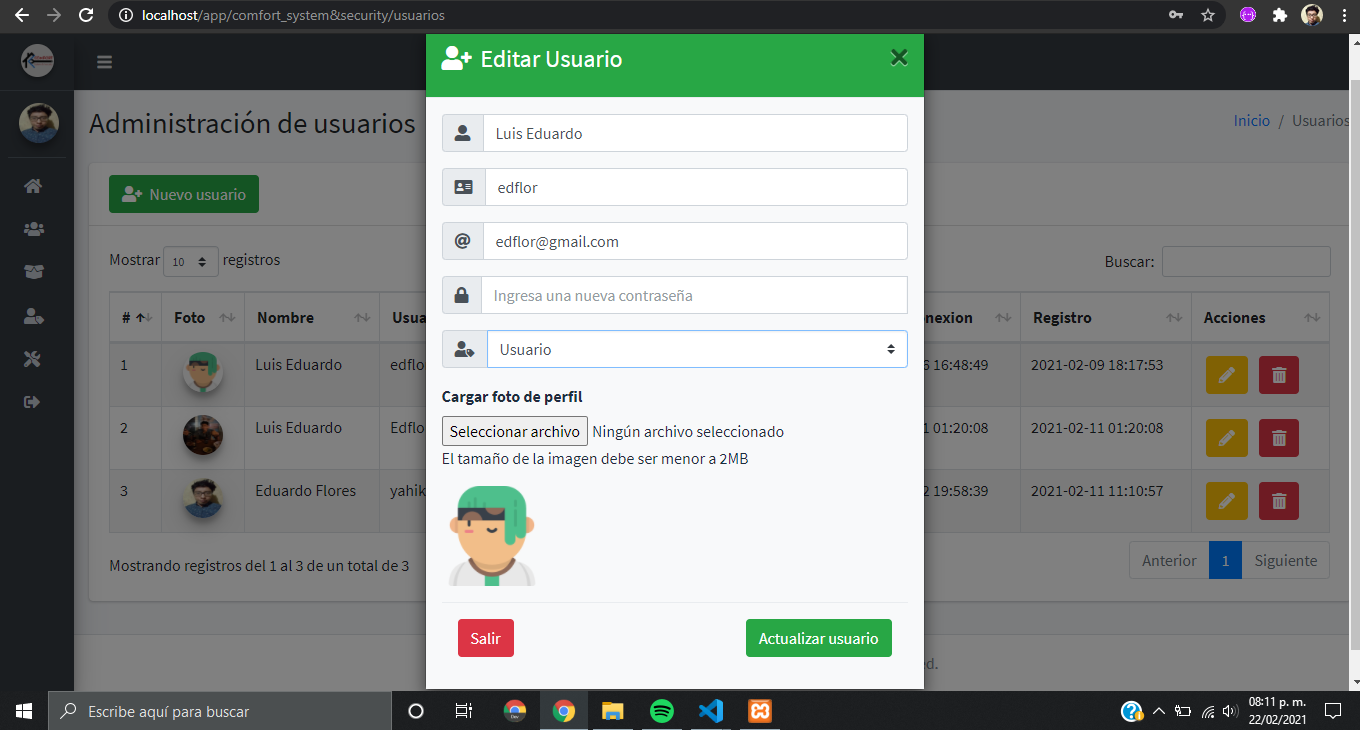 localhost/app/comfort_system&security/usuarios
Editar Usuario
Administración de usuarios
Inicio / Usuarios
Nuevo usuario
Luis Eduardo
edflor
edflor@gmail.com
Ingresa una nueva contraseña
Usuario
Mostrar 10 registros
Buscar:
# Foto Nombre Usua nexion Registro Acciones
1 Luis Eduardo edflo 16:48:49 2021-02-09 18:17:53
2 Luis Eduardo Edflo 01:20:08 2021-02-11 01:20:08
3 Eduardo Flores yahik 19:58:39 2021-02-11 11:10:57
Cargar foto de perfil
Seleccionar archivo Ningún archivo seleccionado
El tamaño de la imagen debe ser menor a 2MB
Mostrando registros del 1 al 3 de un total de 3
Anterior 1 Siguiente
Salir
Actualizar usuario
ed.
Escribe aquí para buscar
Dev
08:11 p. m.
22/02/2021